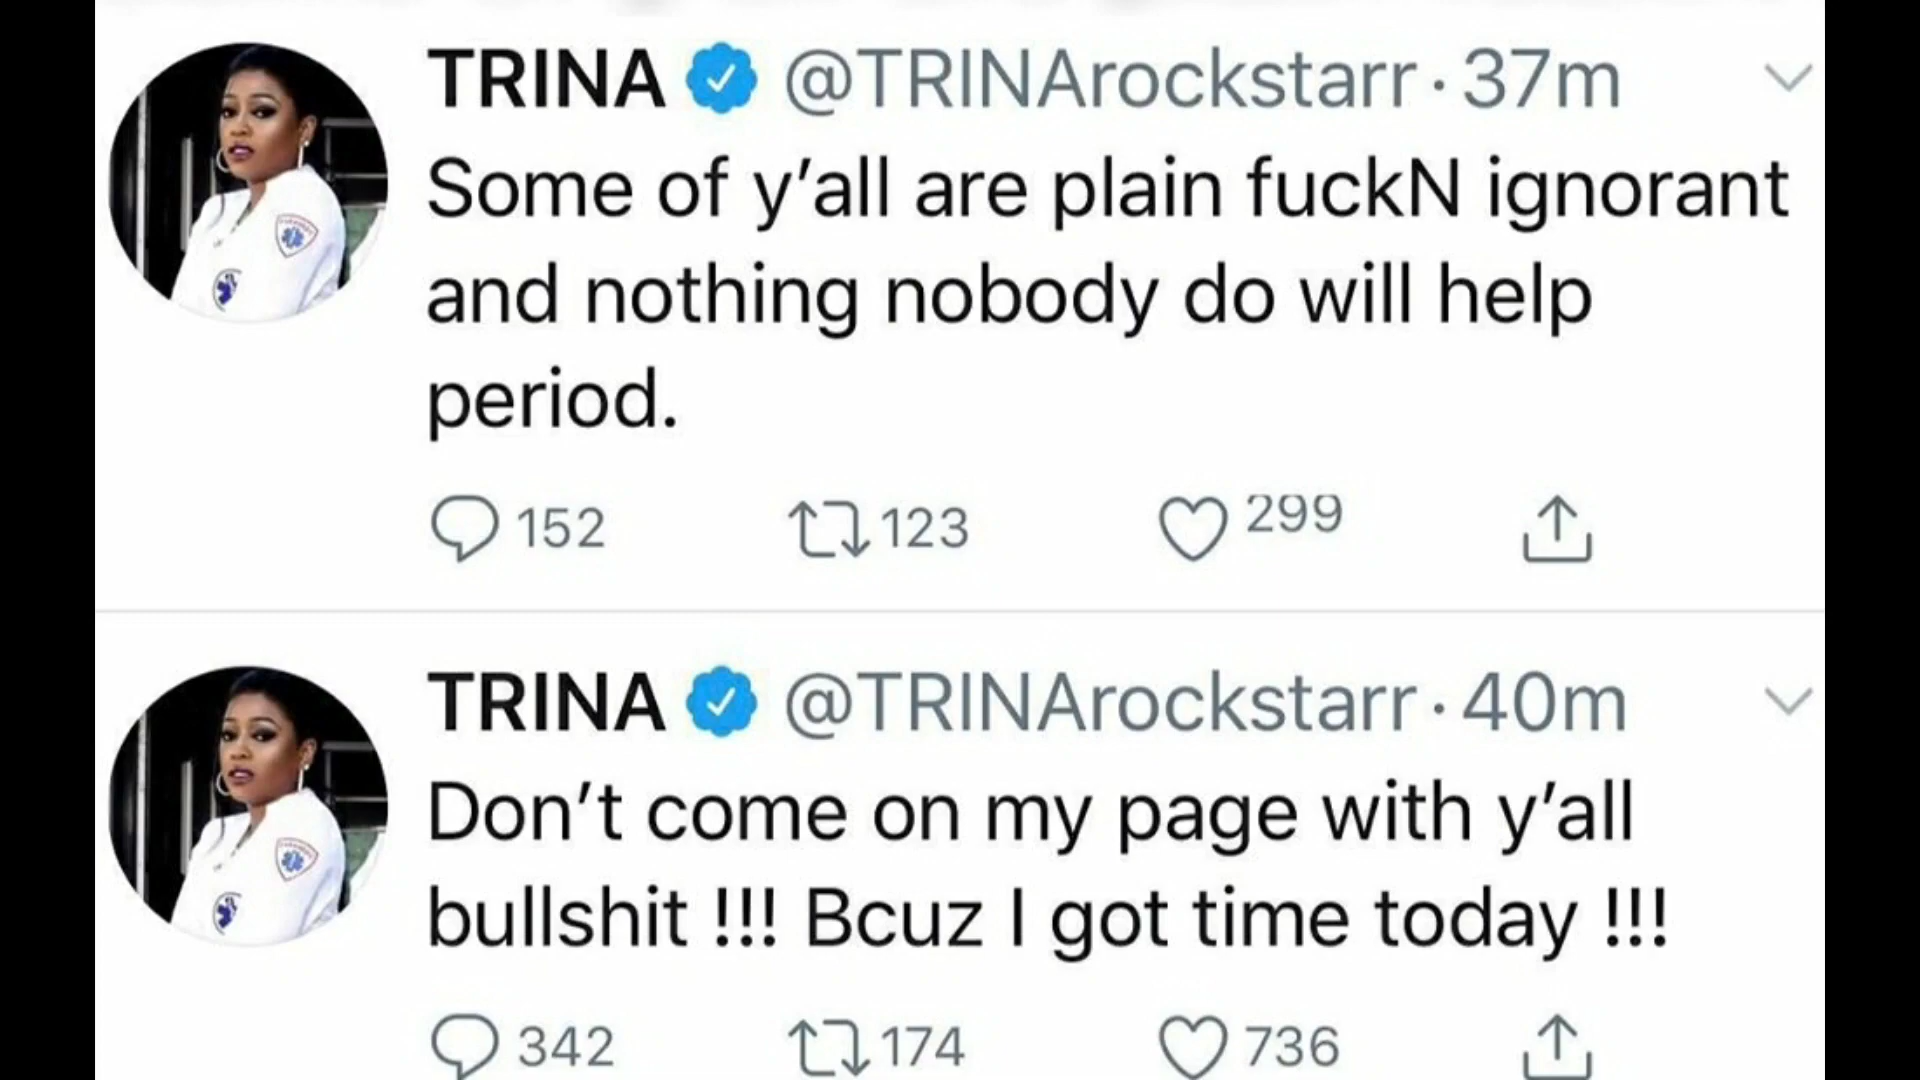 TRINA @TRINArockstarr · 37m
Some of y’all are plain fuckN ignorant
and nothing nobody do will help
period.
152 123 299
TRINA @TRINArockstarr · 40m
Don’t come on my page with y’all
bullshit !!! Bcuz I got time today !!!
342 174 736